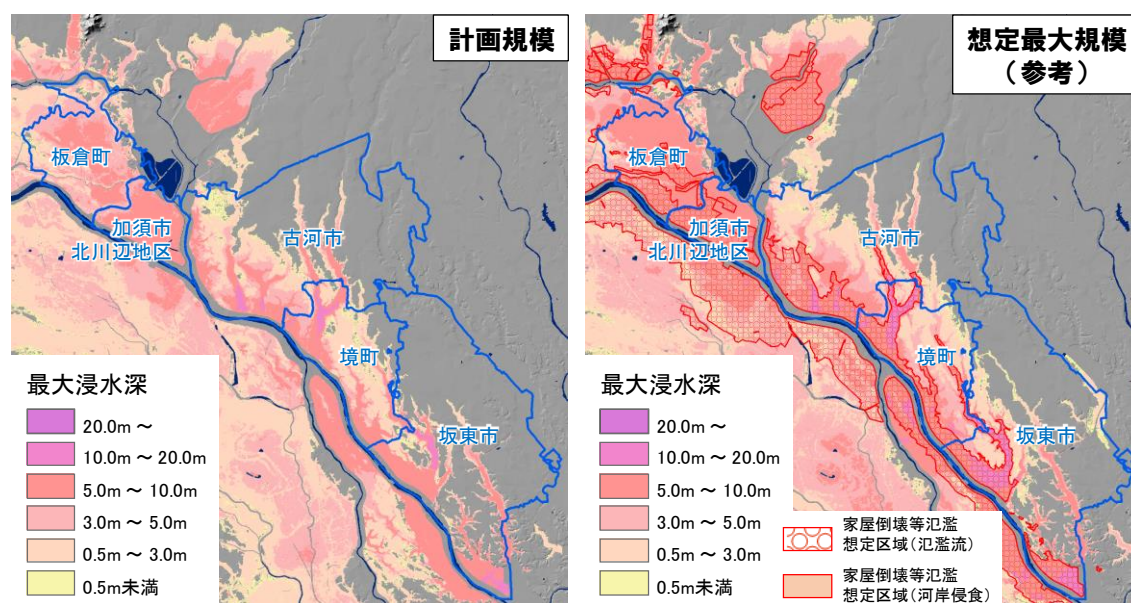 計画規模
板倉町
加須市
北川辺地区
古河市
境町
坂東市
最大浸水深
20.0m ~
10.0m ~ 20.0m
5.0m ~ 10.0m
3.0m ~ 5.0m
0.5m ~ 3.0m
0.5m未満
想定最大規模
(参考)
板倉町
加須市
北川辺地区
古河市
境町
坂東市
最大浸水深
20.0m ~
10.0m ~ 20.0m
5.0m ~ 10.0m
3.0m ~ 5.0m
0.5m ~ 3.0m
0.5m未満
家屋倒壊等氾濫
想定区域(氾濫流)
家屋倒壊等氾濫
想定区域(河岸侵食)